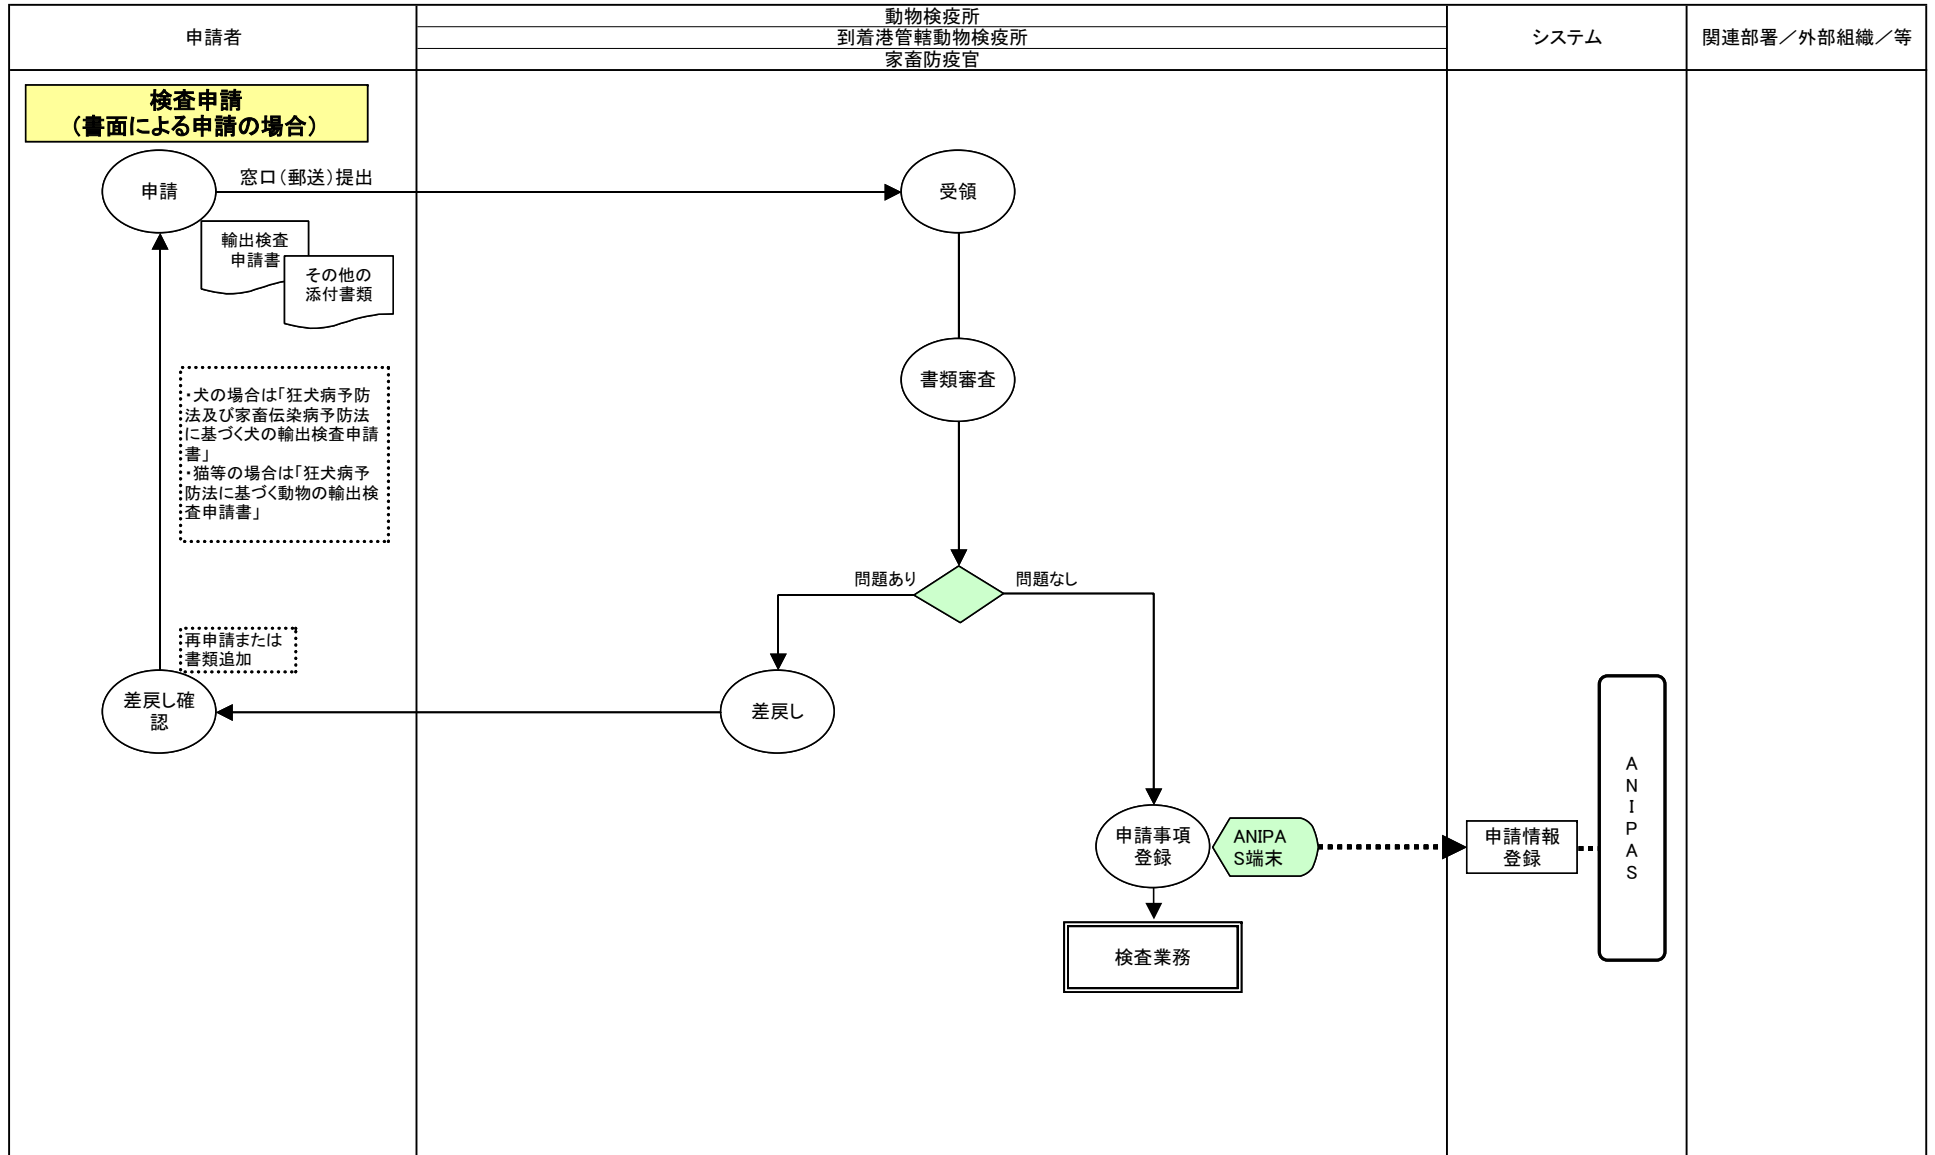 申請者
動物検疫所
到着港管轄動物検疫所
家畜防疫官
システム
関連部署／外部組織／等
検査申請
（書面による申請の場合）
申請
窓口（郵送）提出
受領
輸出検査
申請書
その他の
添付書類
書類審査
・犬の場合は「狂犬病予防
法及び家畜伝染病予防法
に基づく犬の輸出検査申請
書」
・猫等の場合は「狂犬病予
防法に基づく動物の輸出検
査申請書」
問題あり
問題なし
再申請または
書類追加
差戻し確
認
差戻し
申請事項
登録
ANIPA
S端末
申請情報
登録
A
N
I
P
A
S
検査業務